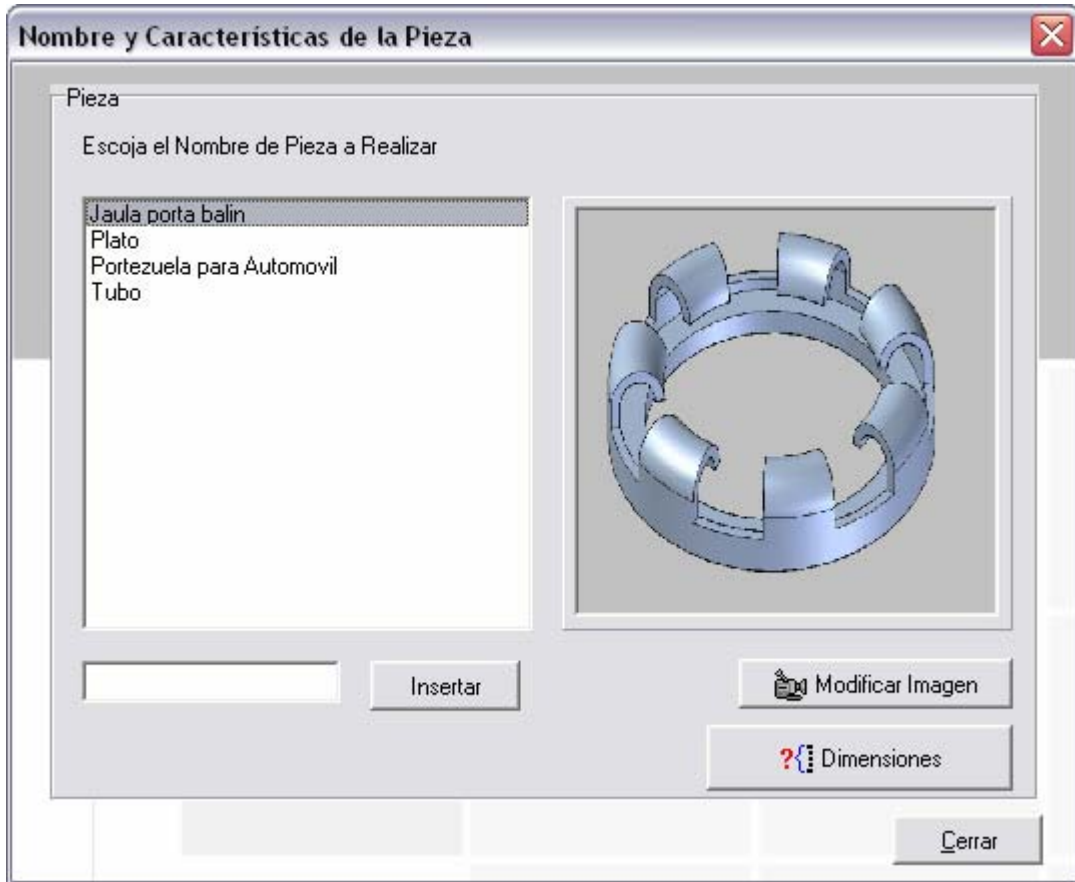 Nombre y Características de la Pieza
Pieza
Escoja el Nombre de Pieza a Realizar
Jaula porta balin
Plato
Portezuela para Automovil
Tubo
Insertar
Modificar Imagen
?{ Dimensiones
Cerrar